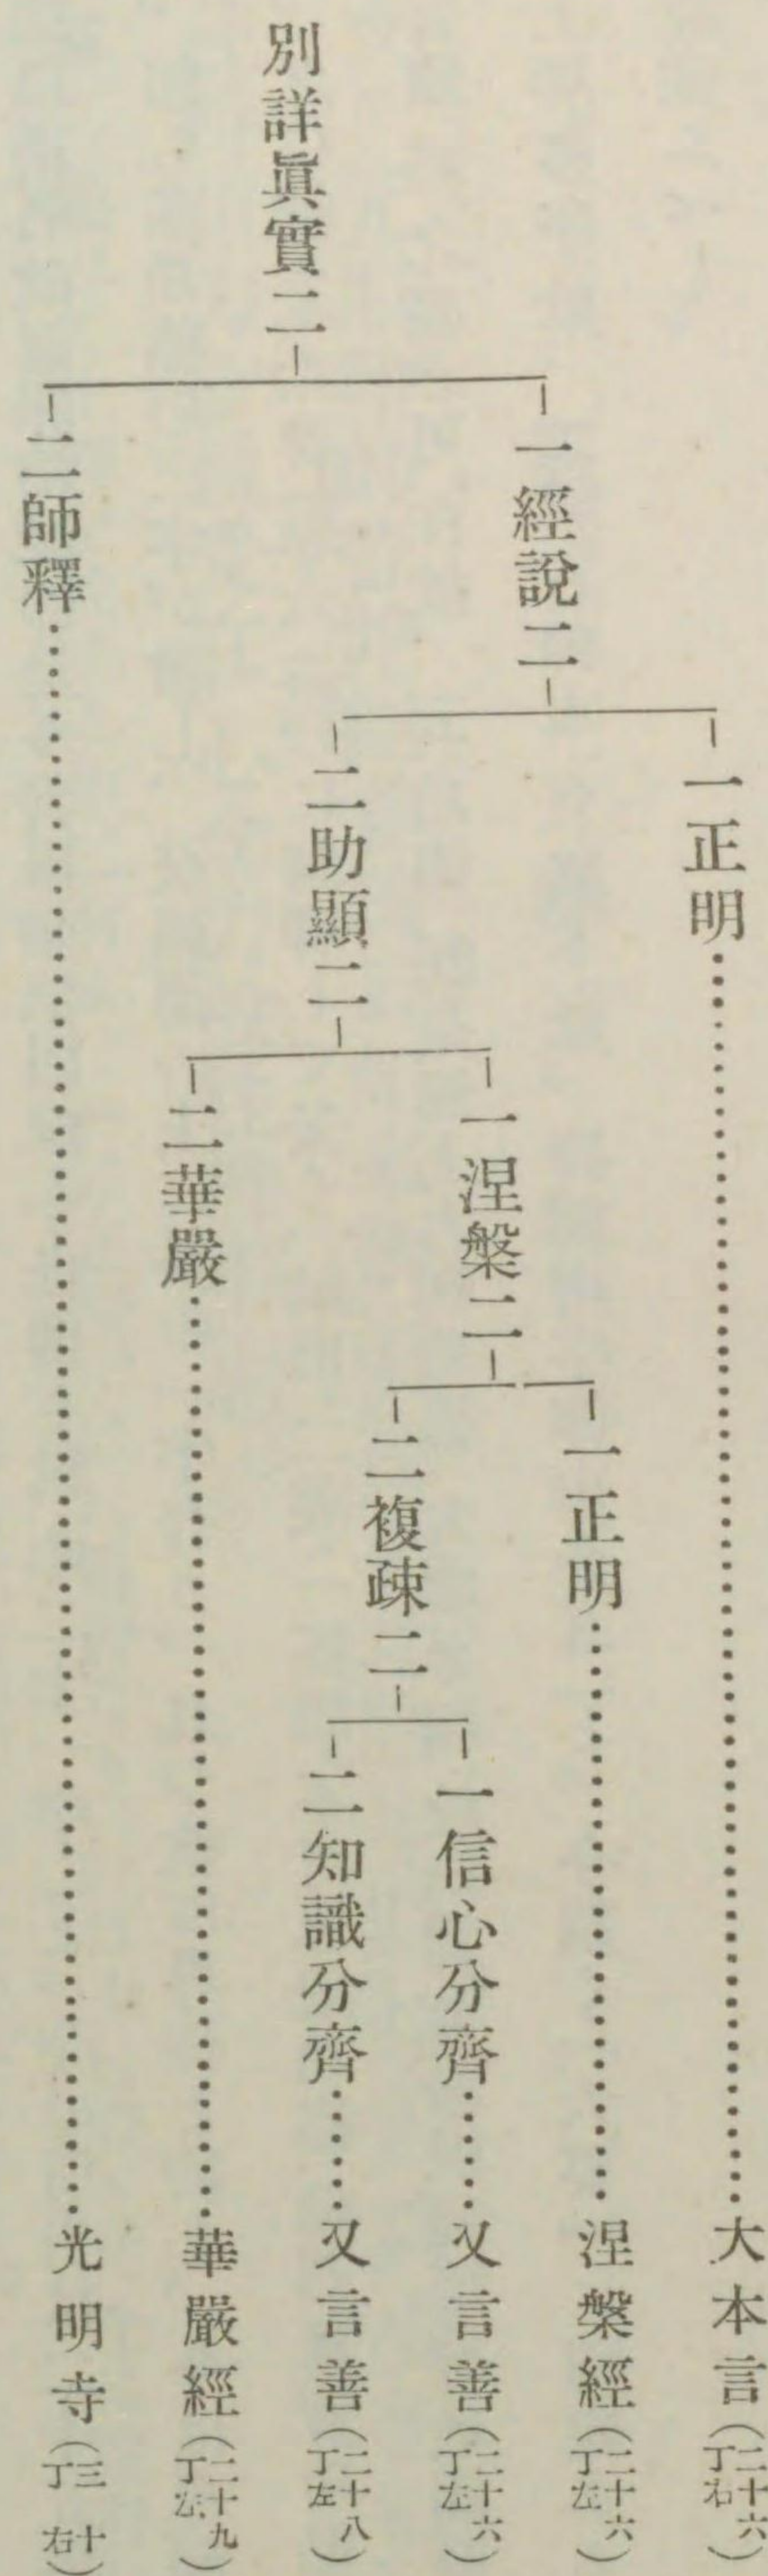 別詳眞實二
一經說二
一正明………大本言（二十六丁右）
二助顯二
一涅槃二
一正明………涅槃經（二十六丁左）
二複疎二
一信心分齊………又言善（二十六丁左）
二知識分齊………又言善（二十八丁左）
二華嚴………華嚴經（二十九丁左）
二師釋………光明寺（三十丁右）